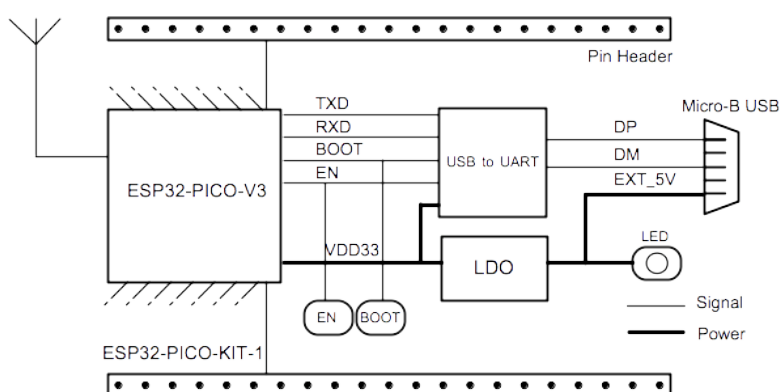 Pin Header
TXD
RXD
BOOT
EN
Micro-B USB
DP
DM
EXT_5V
USB to UART
ESP32-PICO-V3
VDD33
LDO
LED
EN
BOOT
Signal
Power
ESP32-PICO-KIT-1